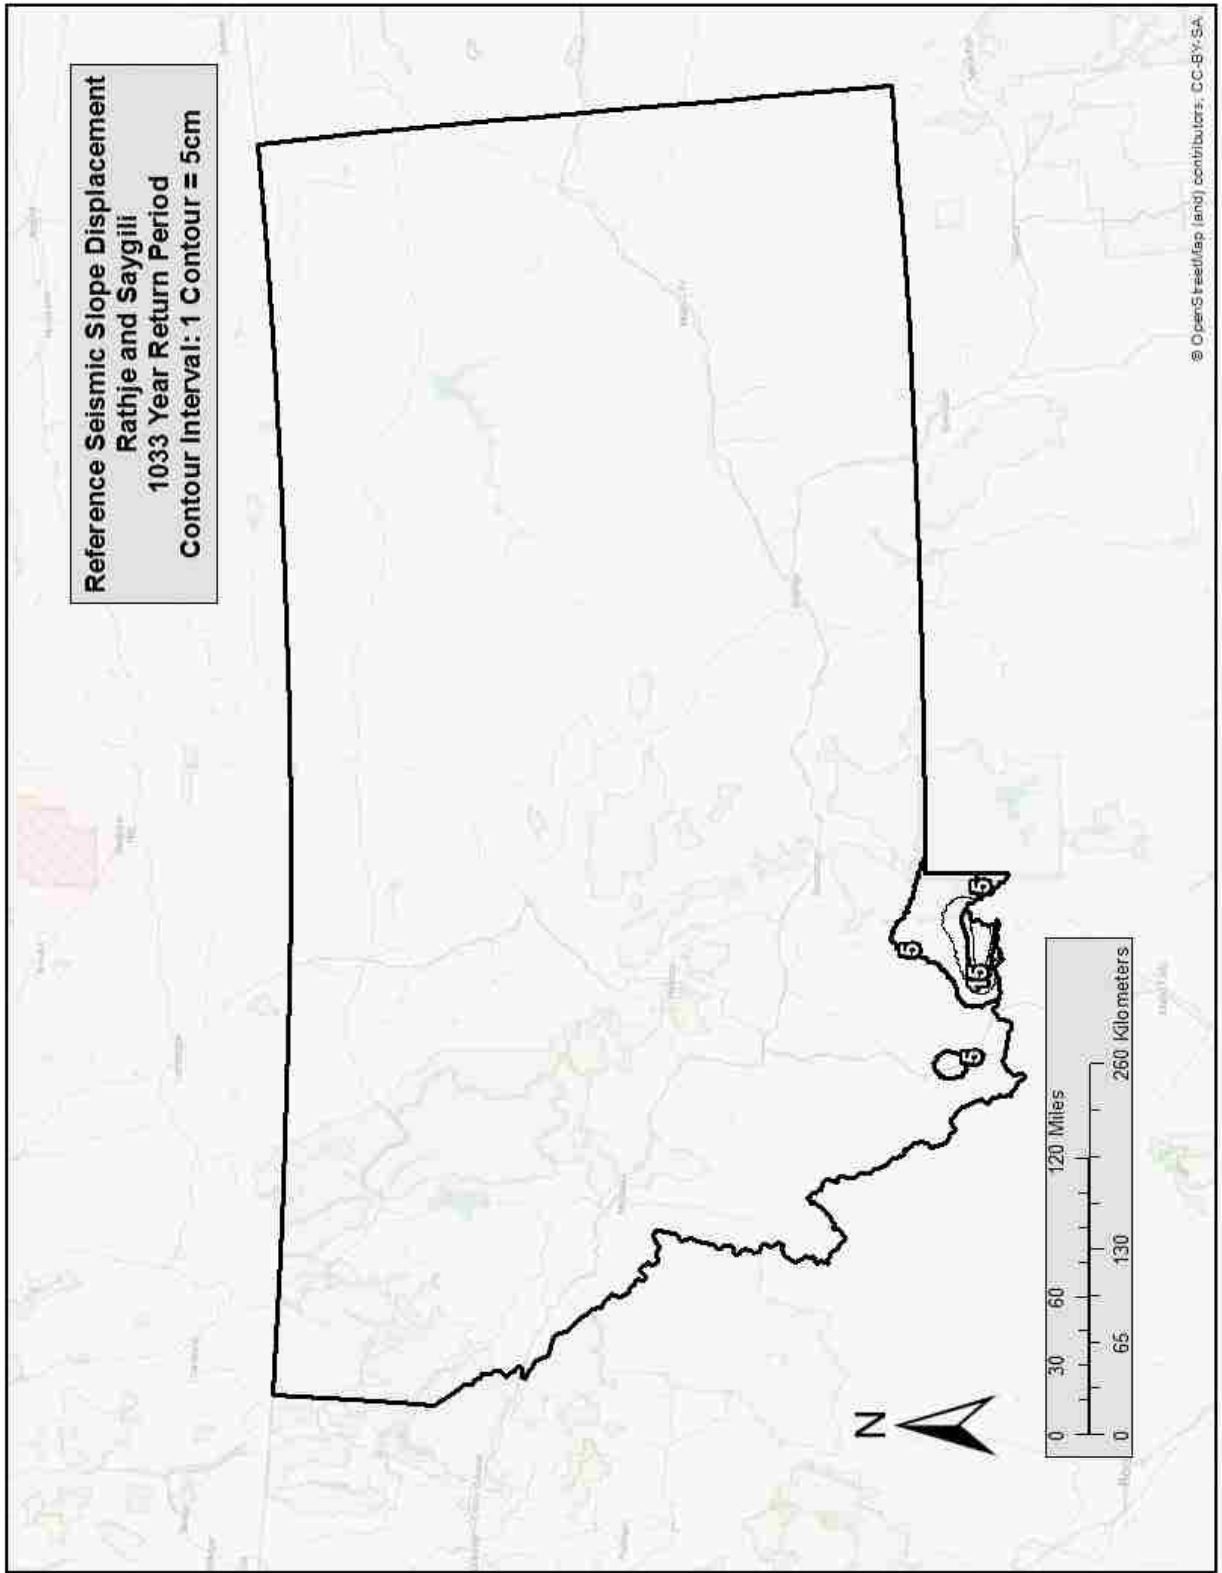 Reference Seismic Slope Displacement
Rathje and Saygili
1033 Year Return Period
Contour Interval: 1 Contour = 5cm
5
5
15
5
N
0 30 60 120 Miles
0 65 130 260 Kilometers
© OpenStreetMap (and) contributors, CC-BY-SA